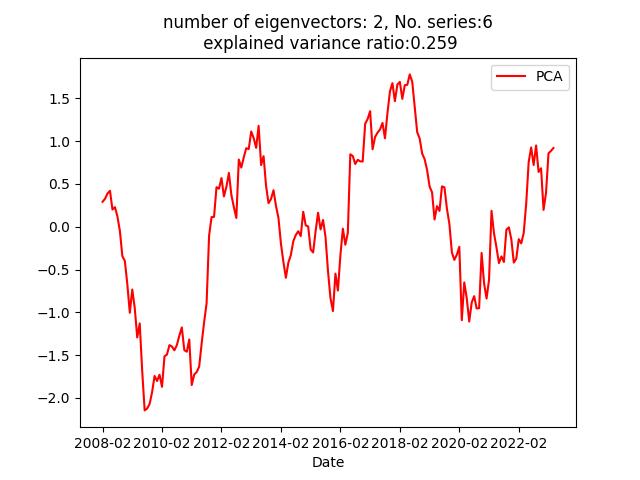 number of eigenvectors: 2, No. series:6
explained variance ratio:0.259
PCA
1.5
1.0
0.5
0.0
−0.5
−1.0
−1.5
−2.0
2008-02 2010-02 2012-02 2014-02 2016-02 2018-02 2020-02 2022-02
Date